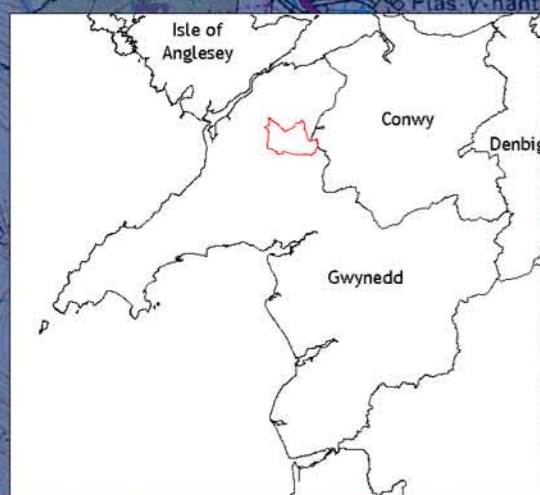 Plas-y-nant
Isle of
Anglesey
Conwy
Denbig
Gwynedd